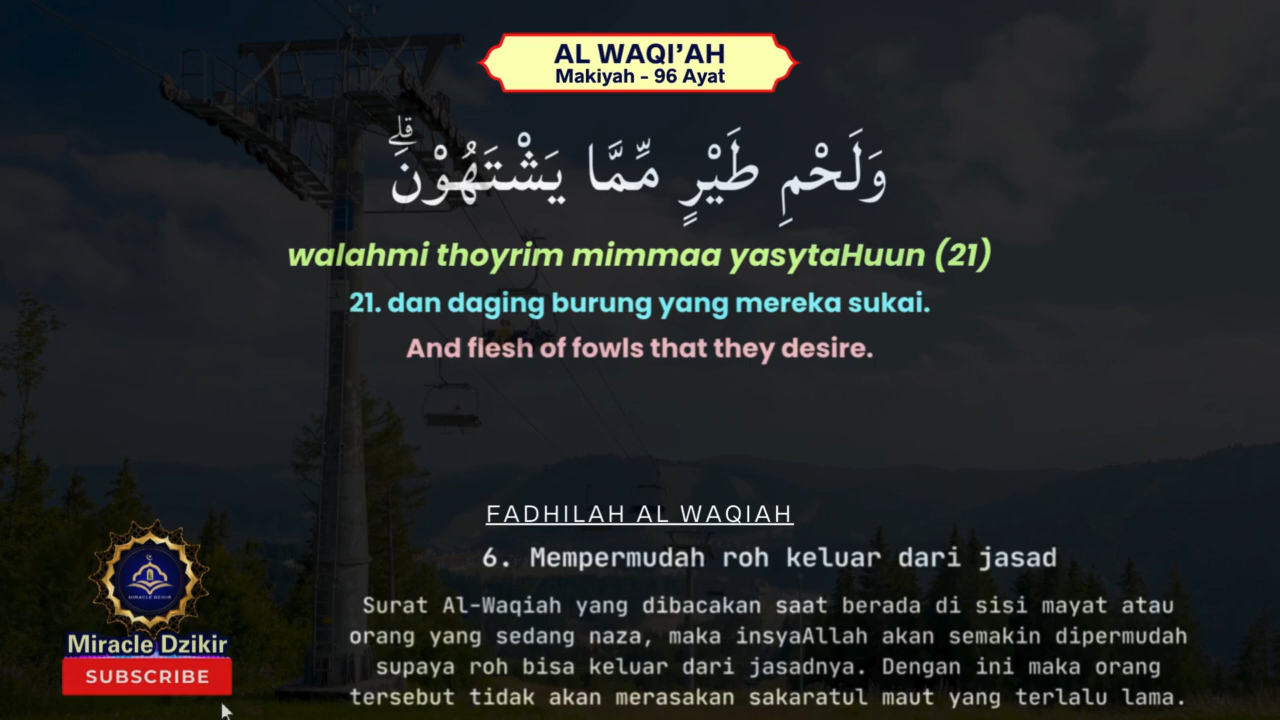 AL WAQI’AH
Makiyah - 96 Ayat
وَلَحْمِ طَيْرٍ مِّمَّا يَشْتَهُوْنَۗ
walahmi thoyrim mimmaa yasytaHuun (21)
21. dan daging burung yang mereka sukai.
And flesh of fowls that they desire.
FADHILAH AL WAQIAH
6. Mempermudah roh keluar dari jasad
Surat Al-Waqiah yang dibacakan saat berada di sisi mayat atau
orang yang sedang naza, maka insyaAllah akan semakin dipermudah
supaya roh bisa keluar dari jasadnya. Dengan ini maka orang
tersebut tidak akan merasakan sakaratul maut yang terlalu lama.
MIRACLE DZIKIR
Miracle Dzikir
SUBSCRIBE